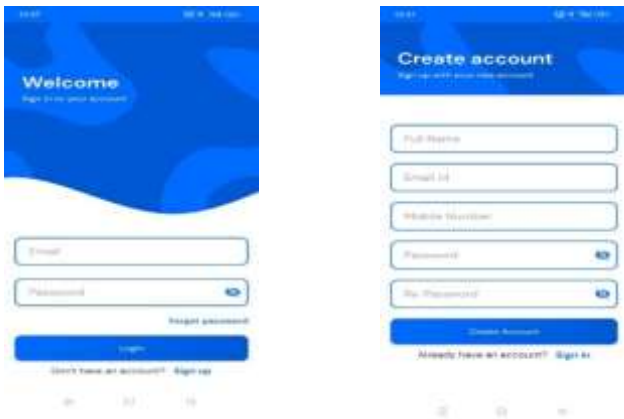 Welcome
Sign in to your account
Email
Password
Forgot password
Login
Don't have an account? Sign up
Create account
Sign up with your new account
Full Name
Email Id
Mobile Number
Password
Re-Password
Create Account
Already have an account? Sign in